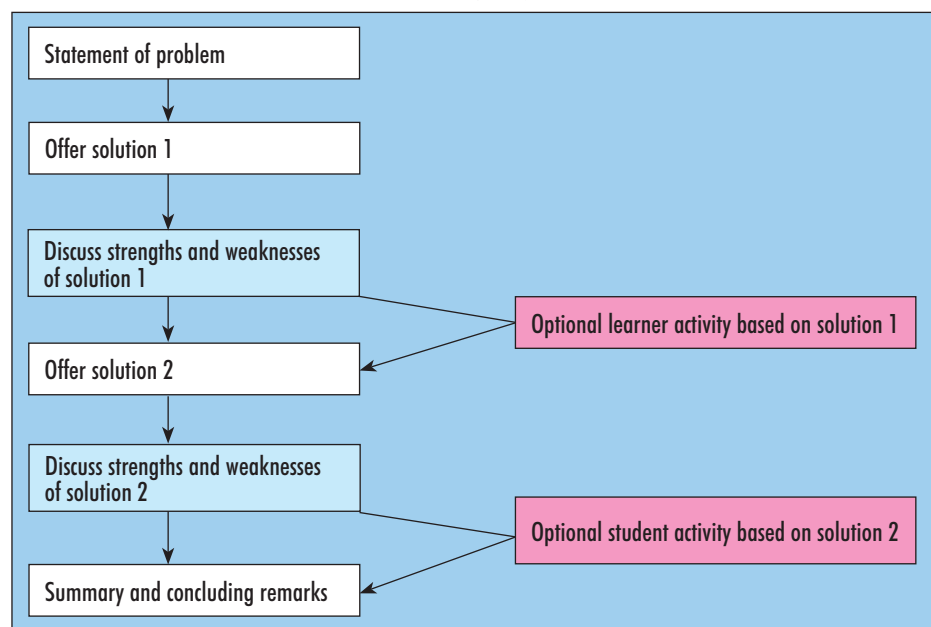 Statement of problem
Offer solution 1
Discuss strengths and weaknesses
of solution 1
Optional learner activity based on solution 1
Offer solution 2
Discuss strengths and weaknesses
of solution 2
Optional student activity based on solution 2
Summary and concluding remarks